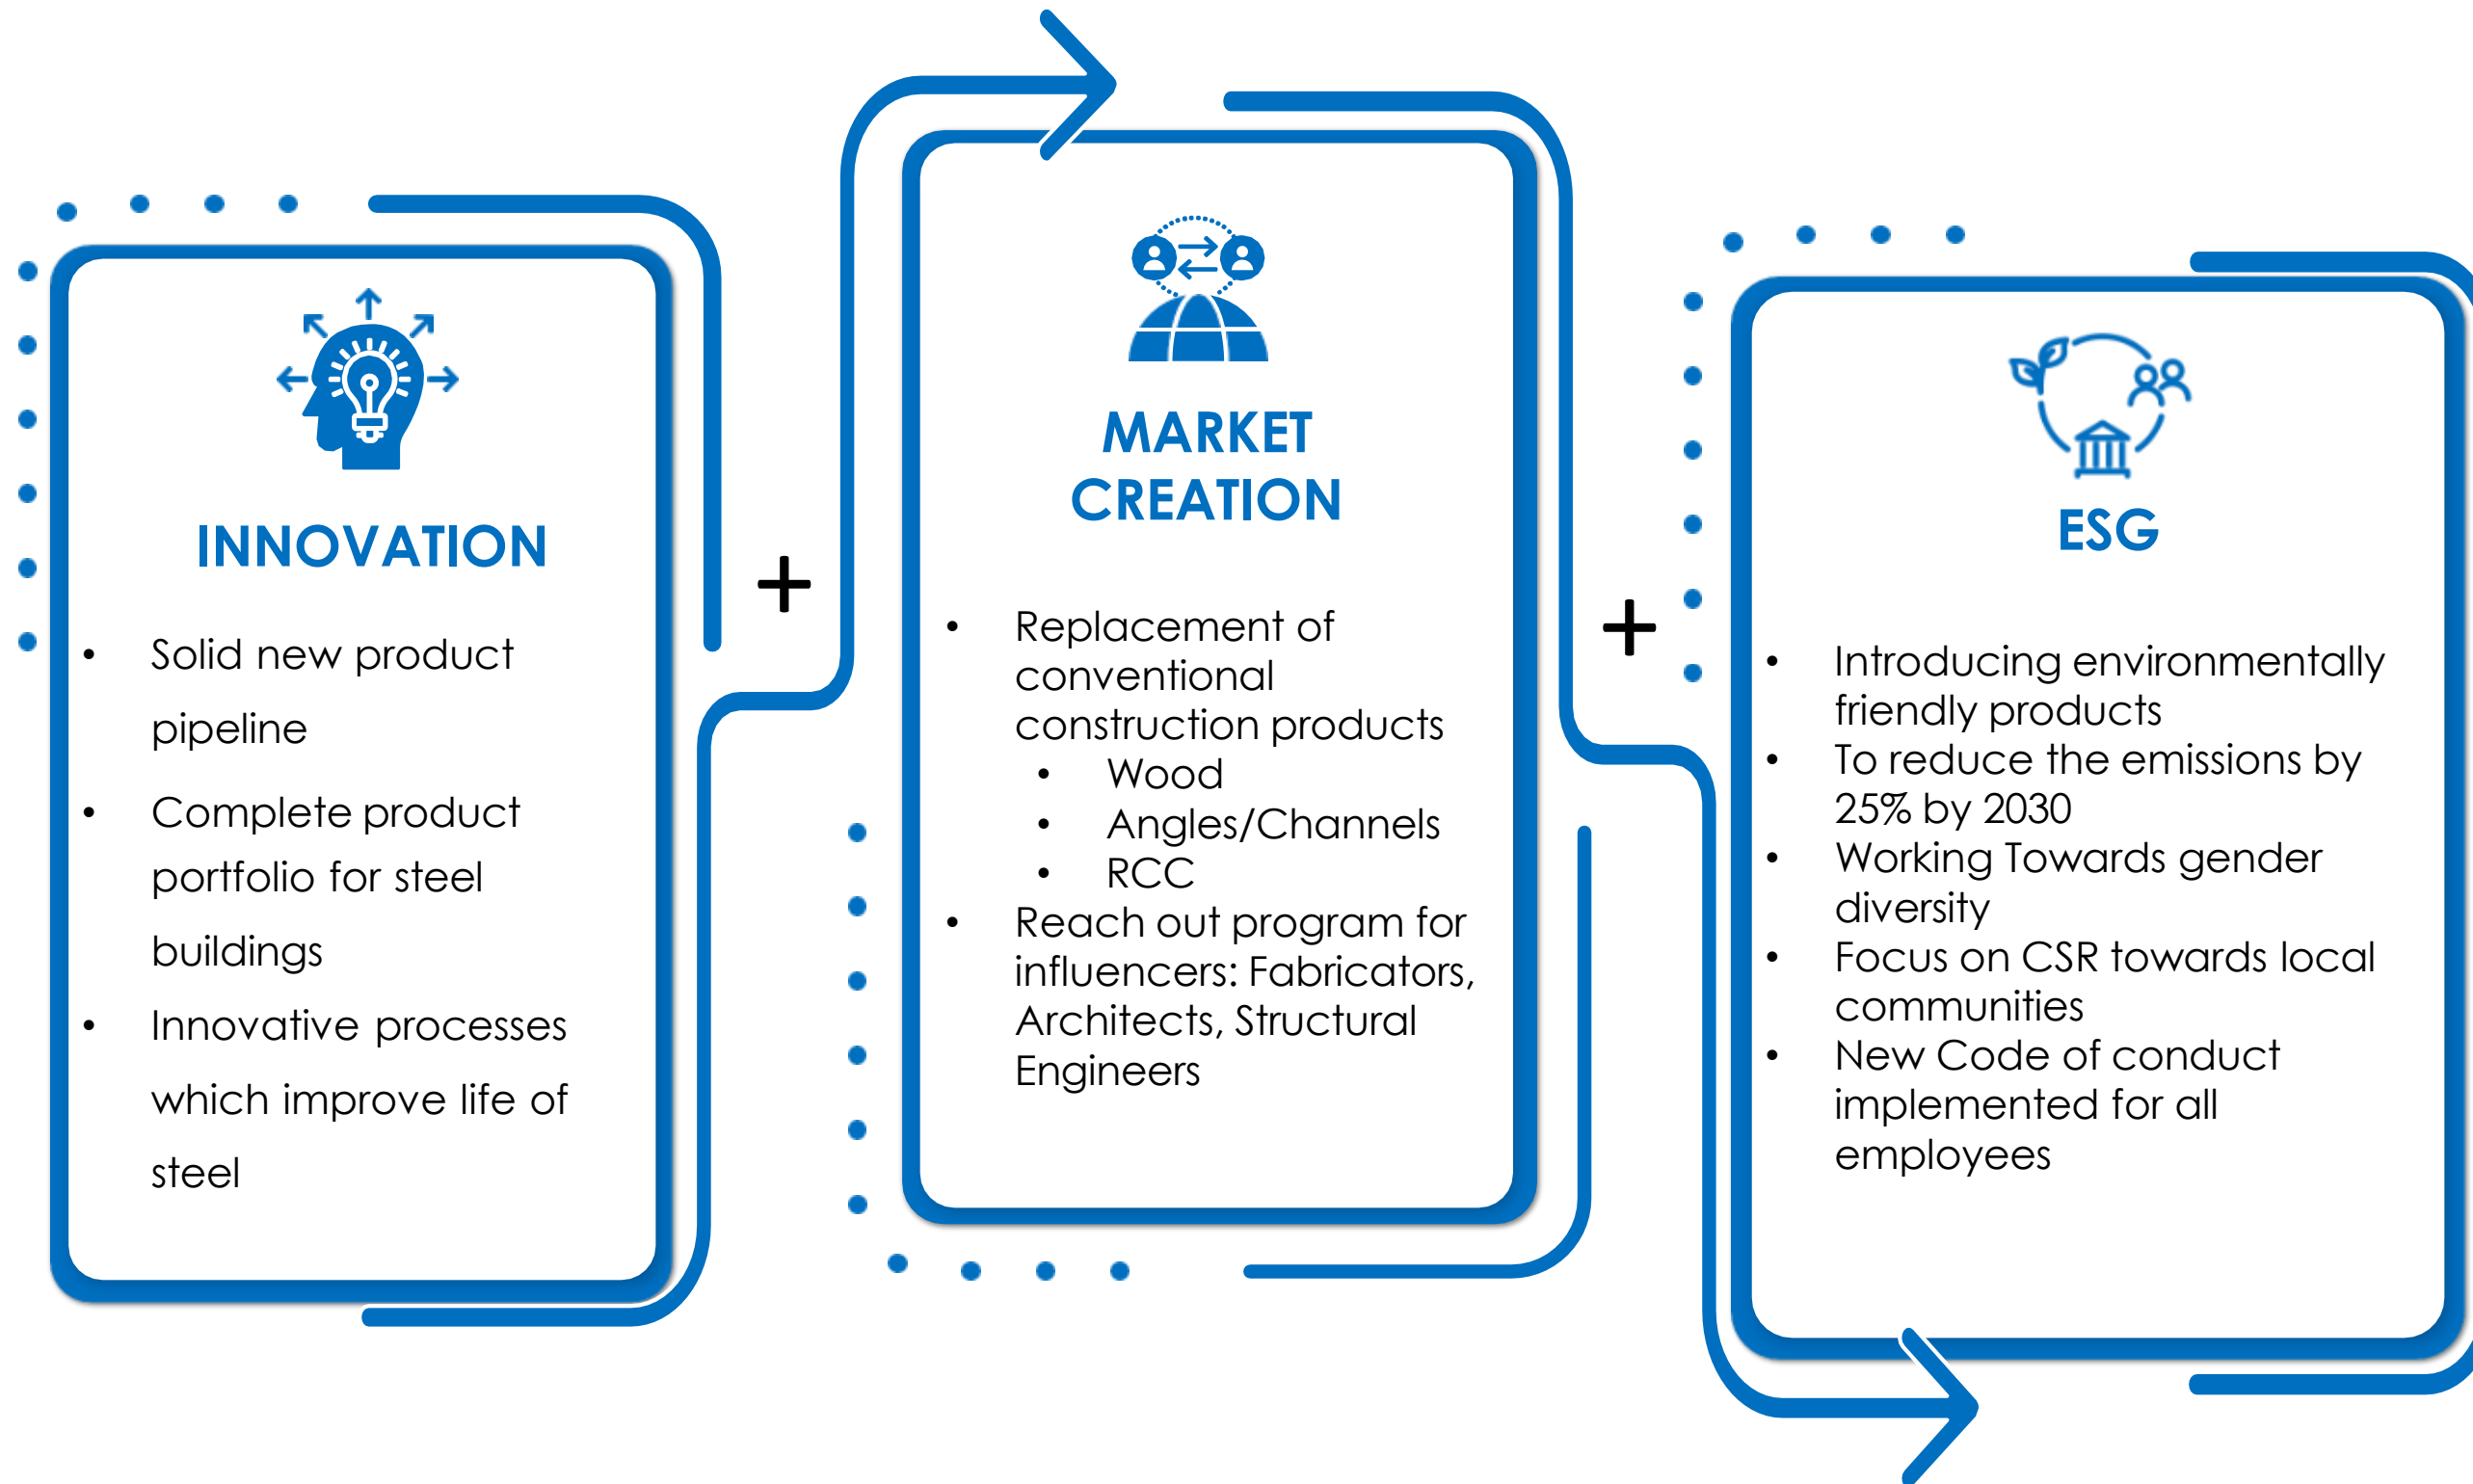 INNOVATION
• Solid new product
pipeline
• Complete product
portfolio for steel
buildings
• Innovative processes
which improve life of
steel
+
MARKET
CREATION
• Replacement of
conventional
construction products
• Wood
• Angles/Channels
• RCC
• Reach out program for
influencers: Fabricators,
Architects, Structural
Engineers
+
ESG
• Introducing environmentally
friendly products
• To reduce the emissions by
25% by 2030
• Working Towards gender
diversity
• Focus on CSR towards local
communities
• New Code of conduct
implemented for all
employees